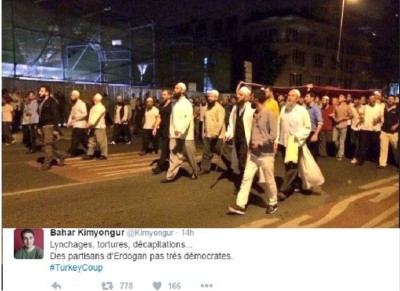 Bahar Kimyongur @Kimyongur · 14h
Lynchages, tortures, décapitations...
Des partisans d'Erdogan pas très démocrates.
#TurkeyCoup
778 166